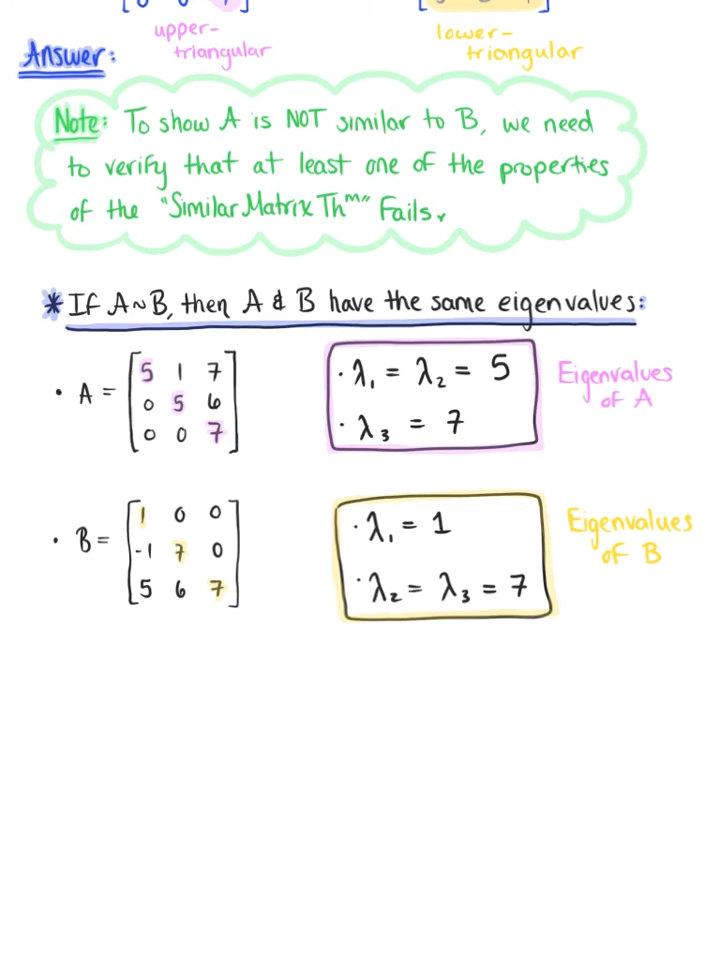 upper-
triangular
lower-
triangular
Answer:
Note: To show A is NOT similar to B, we need
to verify that at least one of the properties
of the "Similar Matrix Thᵐ" Fails.
* If A~B, then A & B have the same eigenvalues:
• A = [5 1 7
0 5 6
0 0 7]
· λ₁ = λ₂ = 5
· λ₃ = 7
Eigenvalues
of A
• B = [1 0 0
-1 7 0
5 6 7]
· λ₁ = 1
· λ₂ = λ₃ = 7
Eigenvalues
of B